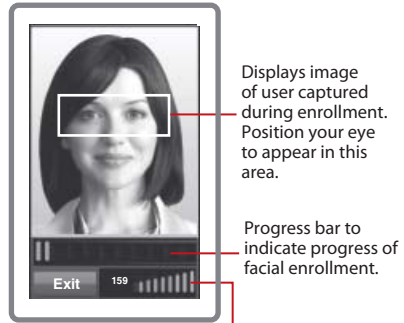 Displays image
of user captured
during enrollment.
Position your eye
to appear in this
area.
Progress bar to
indicate progress of
facial enrollment.
Exit
159